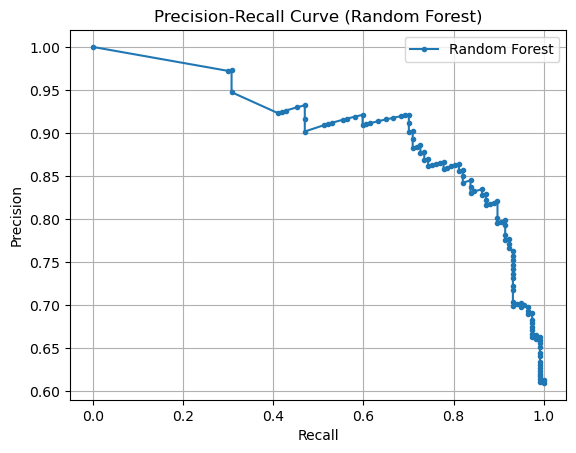 Precision-Recall Curve (Random Forest)
Random Forest
1.00
0.95
0.90
0.85
0.80
0.75
0.70
0.65
0.60
Precision
0.0 0.2 0.4 0.6 0.8 1.0
Recall